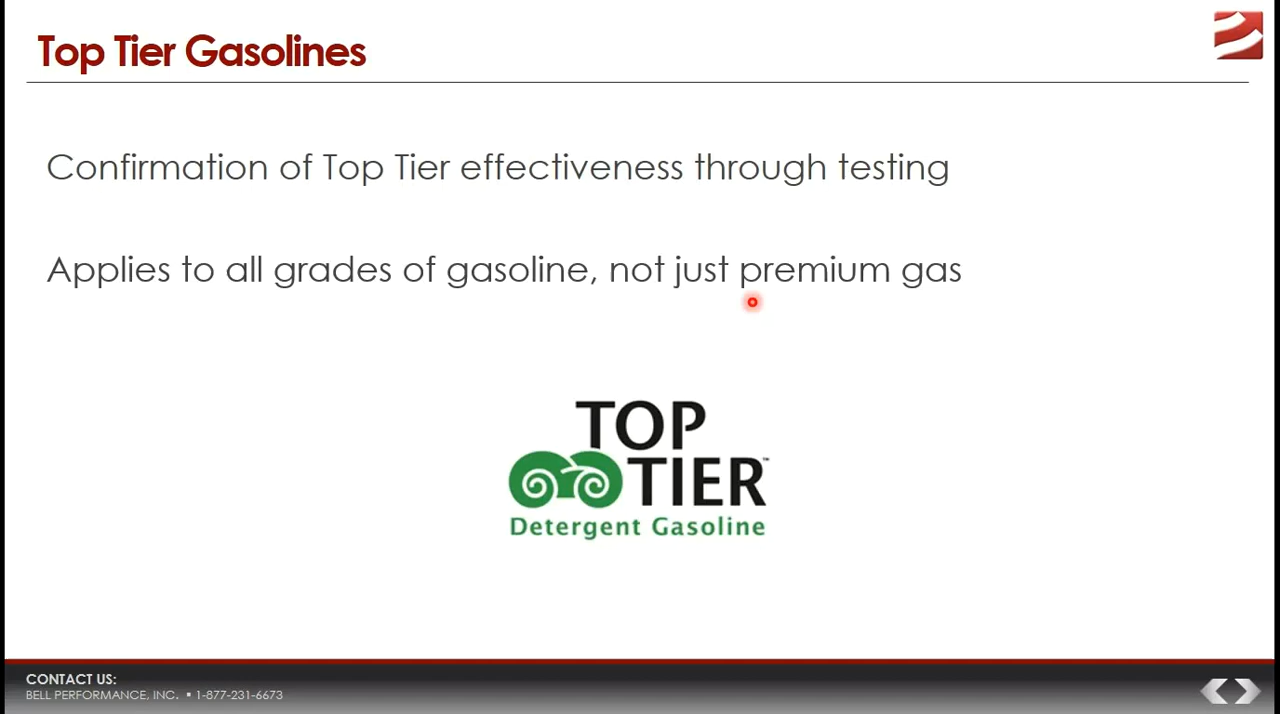 Top Tier Gasolines
Confirmation of Top Tier effectiveness through testing
Applies to all grades of gasoline, not just premium gas
TOP
TIER™
Detergent Gasoline
CONTACT US:
BELL PERFORMANCE, INC. ▪ 1-877-231-6673